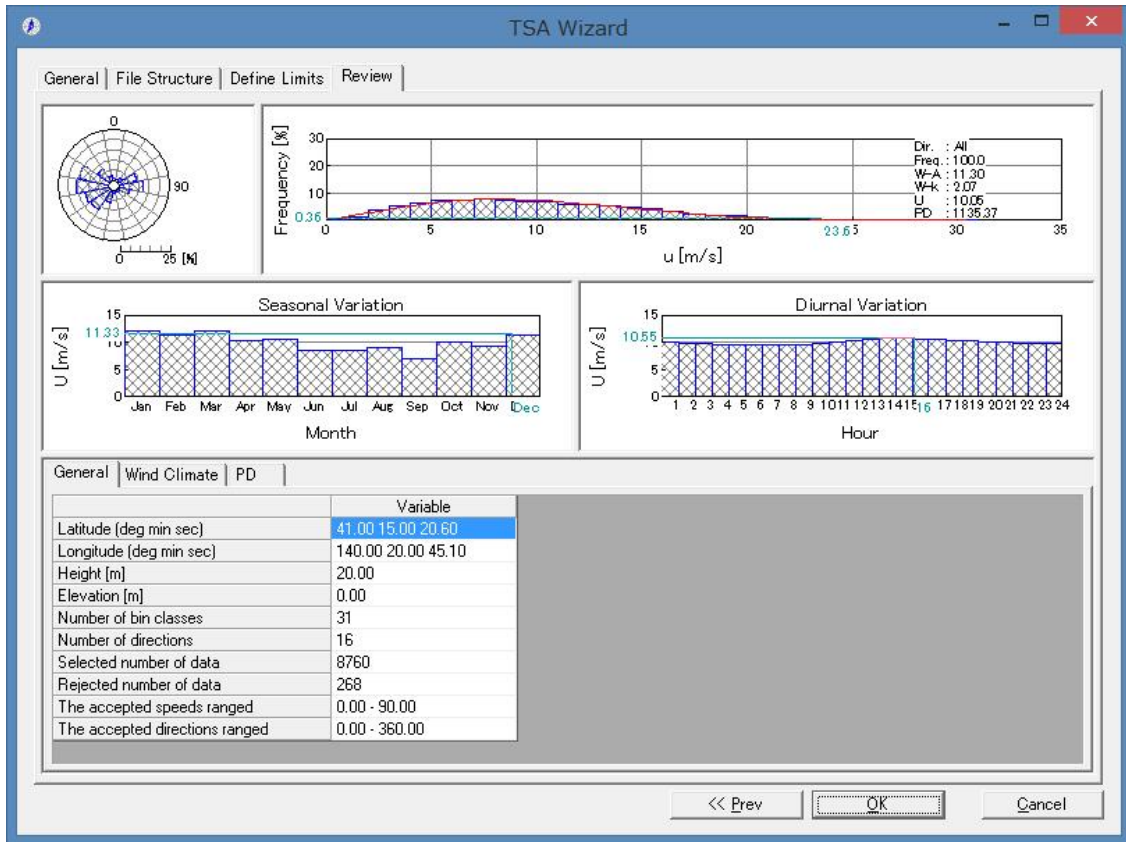 TSA Wizard
General File Structure Define Limits Review
0
90
0 25 [%]
Frequency [%]
30
20
10
0.36
0 5 10 15 20 23.65 30 35
u [m/s]
Dir. : All
Freq. : 100.0
W-A : 11.30
W-k : 2.07
U : 10.05
PD : 1135.37
Seasonal Variation
U [m/s]
15
11.33
10
5
0
Jan Feb Mar Apr May Jun Jul Aug Sep Oct Nov Dec
Month
Diurnal Variation
U [m/s]
15
10.55
5
0
1 2 3 4 5 6 7 8 9 10 11 12 13 14 15 16 17 18 19 20 21 22 23 24
Hour
General Wind Climate PD
Variable
Latitude (deg min sec) 41.00 15.00 20.60
Longitude (deg min sec) 140.00 20.00 45.10
Height [m] 20.00
Elevation [m] 0.00
Number of bin classes 31
Number of directions 16
Selected number of data 8760
Rejected number of data 268
The accepted speeds ranged 0.00 - 90.00
The accepted directions ranged 0.00 - 360.00
<< Prev OK Cancel